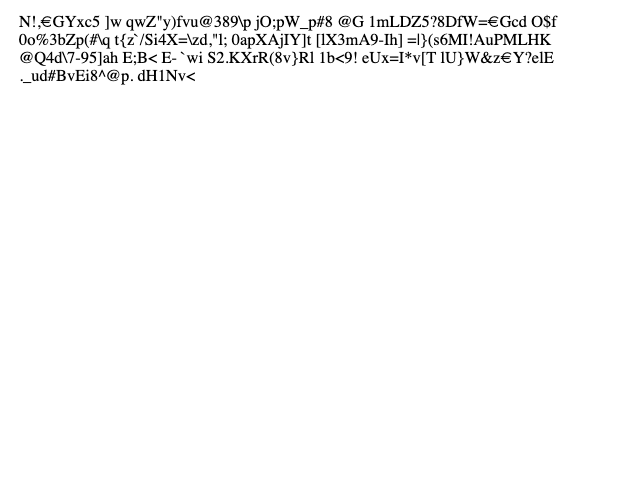 N!,€GYxc5 ]w qwZ"y)fvu@389\p jO;pW_p#8 @G 1mLDZ5?8DfW=€Gcd O$f
0o%3bZp(#\q t{z`/Si4X=\zd,"l; 0apXAjIY]t [lX3mA9-Ih] =|}(s6MI!AuPMLHK
@Q4d\7-95]ah E;B< E-`wi S2.KXrR(8v}Rl 1b<9! eUx=I*v[T lU}W&z€Y?elE
._ud#BvEi8^@p. dH1Nv<